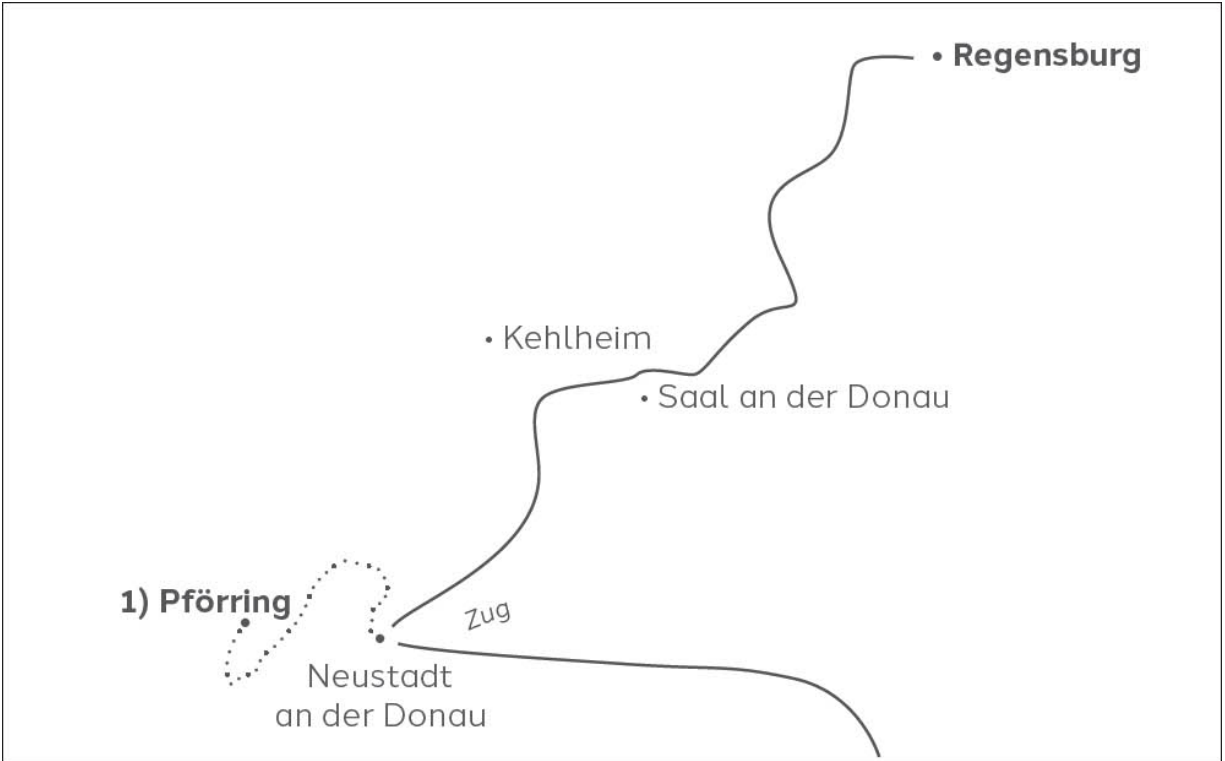 • Regensburg
• Kehlheim
• Saal an der Donau
1) Pförring
Zug
Neustadt
an der Donau